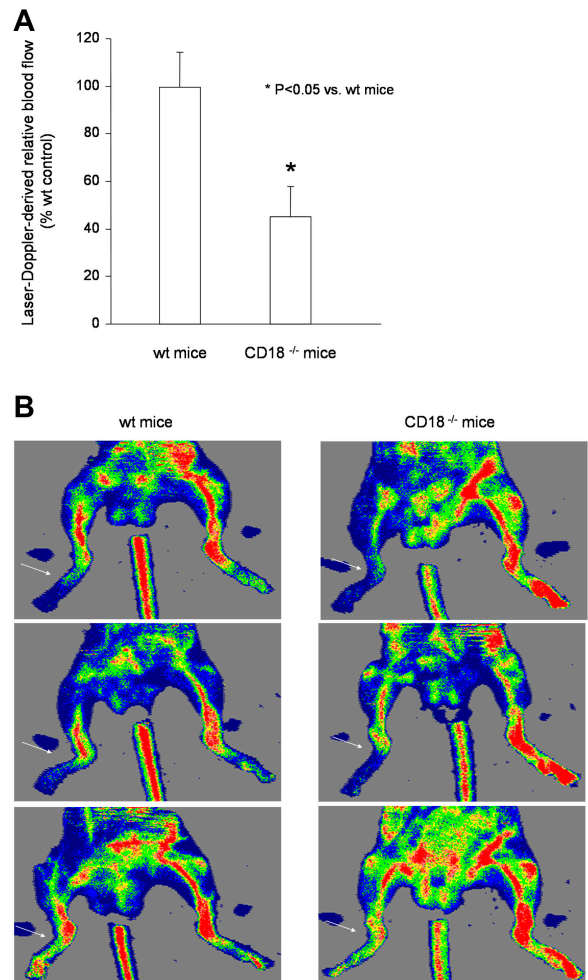 A
Laser-Doppler-derived relative blood flow
(% wt control)
120
100
80
60
40
20
0
* P<0.05 vs. wt mice
*
wt mice
CD18 -/- mice
B
wt mice
CD18 -/- mice